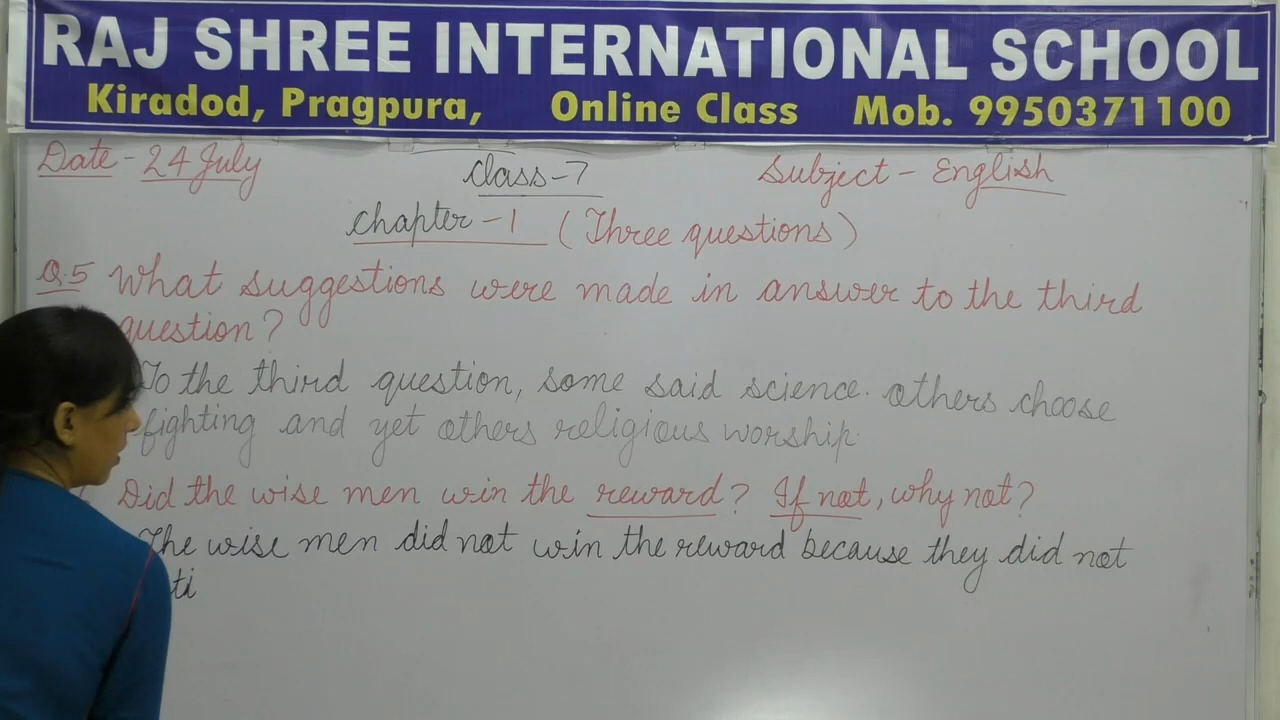 RAJ SHREE INTERNATIONAL SCHOOL
Kiradod, Pragpura, Online Class Mob. 9950371100
Date - 24 July Class-7 Subject - English
Chapter - 1 (Three questions)
Q.5 What suggestions were made in answer to the third
question?
To the third question, some said science. others choose
fighting and yet others religious worship.
Did the wise men win the reward? If not, why not?
The wise men did not win the reward because they did not